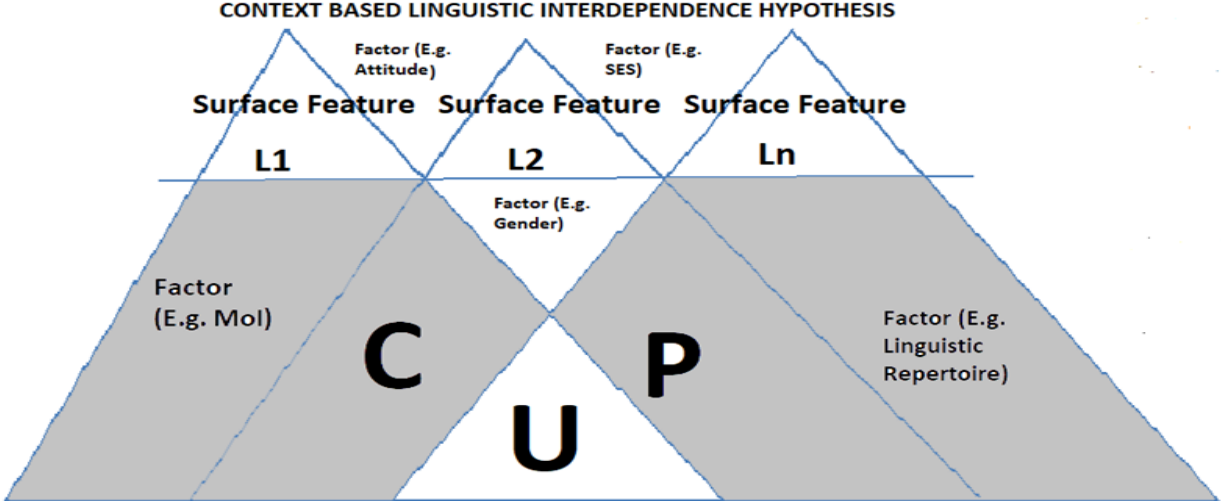 CONTEXT BASED LINGUISTIC INTERDEPENDENCE HYPOTHESIS
Factor (E.g.
Attitude)
Factor (E.g.
SES)
Surface Feature
Surface Feature
Surface Feature
L1
L2
Ln
Factor (E.g.
Gender)
Factor
(E.g. MoI)
C
P
U
Factor (E.g.
Linguistic
Repertoire)